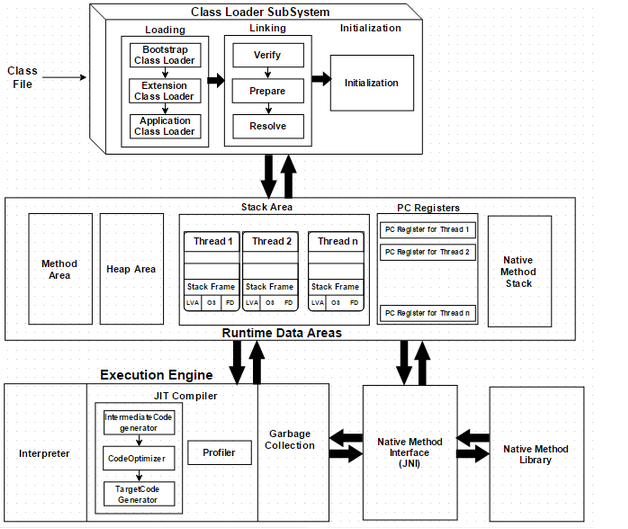 Class Loader SubSystem
Loading
Linking
Initialization
Class
File
Bootstrap
Class Loader
Extension
Class Loader
Application
Class Loader
Verify
Prepare
Resolve
Initialization
Stack Area
PC Registers
Method
Area
Heap Area
Thread 1
Stack Frame
LVA OS FD
Thread 2
Stack Frame
LVA OS FD
Thread n
Stack Frame
LVA OS FD
PC Register for Thread 1
PC Register for Thread 2
PC Register for Thread n
Native
Method
Stack
Runtime Data Areas
Execution Engine
JIT Compiler
Interpreter
IntermediateCode
generator
CodeOptimizer
TargetCode
Generator
Profiler
Garbage
Collection
Native Method
Interface
(JNI)
Native Method
Library